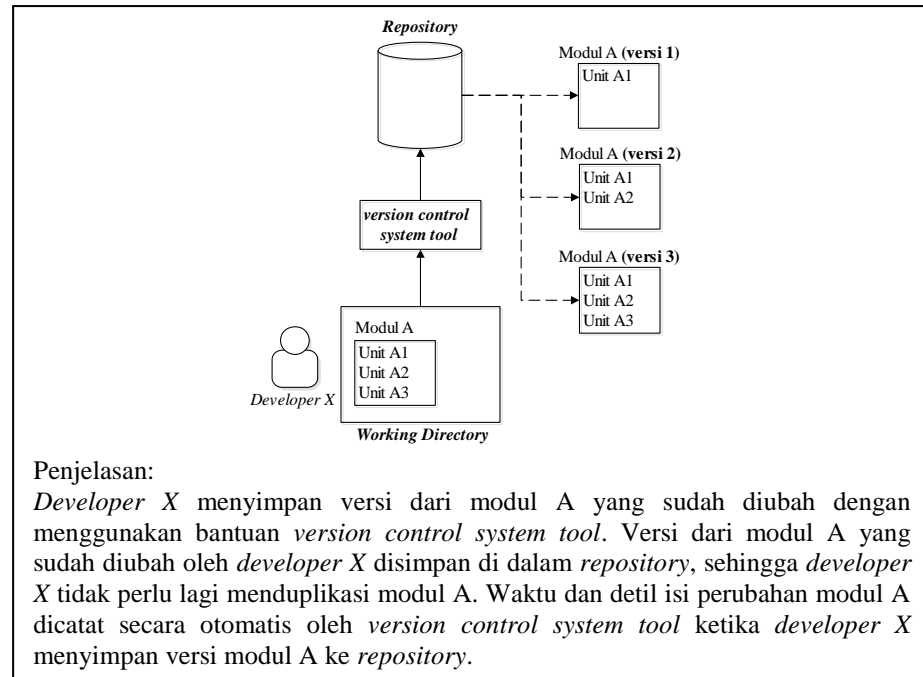 Repository
Modul A (versi 1)
Unit A1
Modul A (versi 2)
Unit A1
Unit A2
version control
system tool
Modul A (versi 3)
Unit A1
Unit A2
Unit A3
Modul A
Unit A1
Unit A2
Unit A3
Developer X
Working Directory
Penjelasan:
Developer X menyimpan versi dari modul A yang sudah diubah dengan
menggunakan bantuan version control system tool. Versi dari modul A yang
sudah diubah oleh developer X disimpan di dalam repository, sehingga developer
X tidak perlu lagi menduplikasi modul A. Waktu dan detil isi perubahan modul A
dicatat secara otomatis oleh version control system tool ketika developer X
menyimpan versi modul A ke repository.